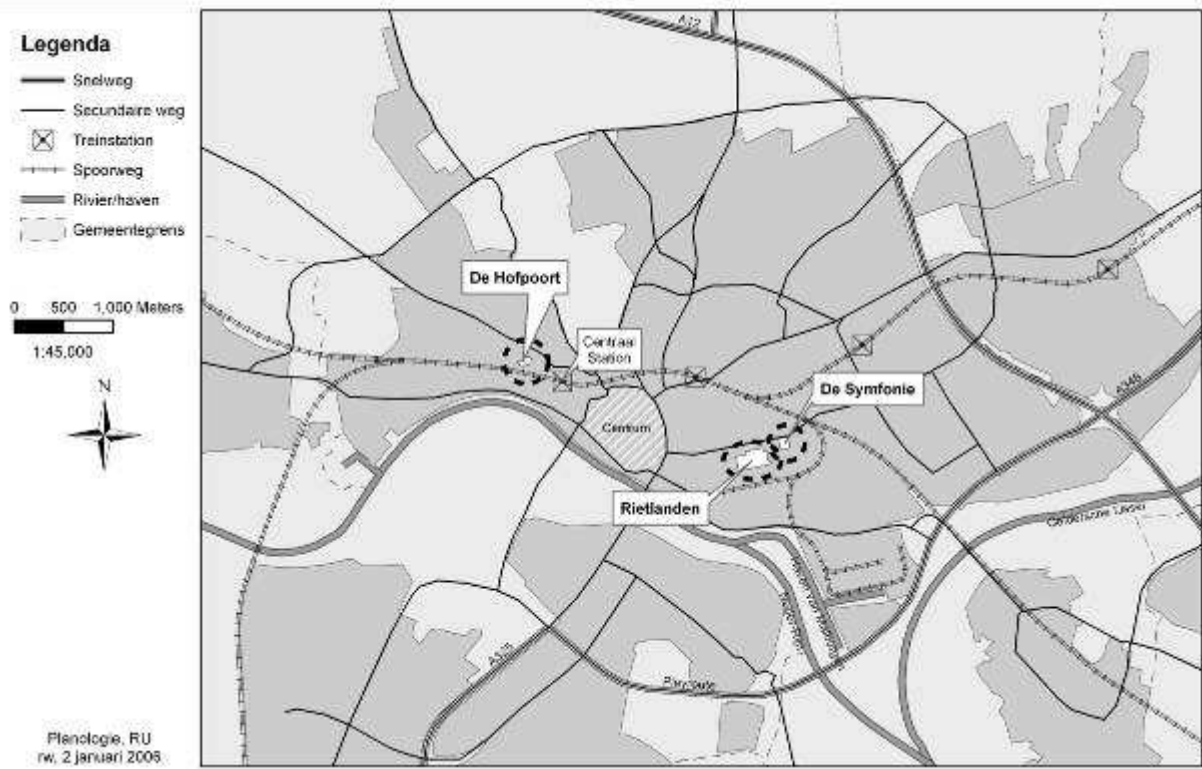 Legenda
Snelweg
Secundaire weg
Treinstation
Spoorweg
Rivier/haven
Gemeentegrens
0 500 1,000 Meters
1:45,000
N
Planologie, RU
rw, 2 januari 2006
A12
De Hofpoort
Centraal
Station
De Symfonie
A348
Centrum
Rietlanden
A325
Pleyroute